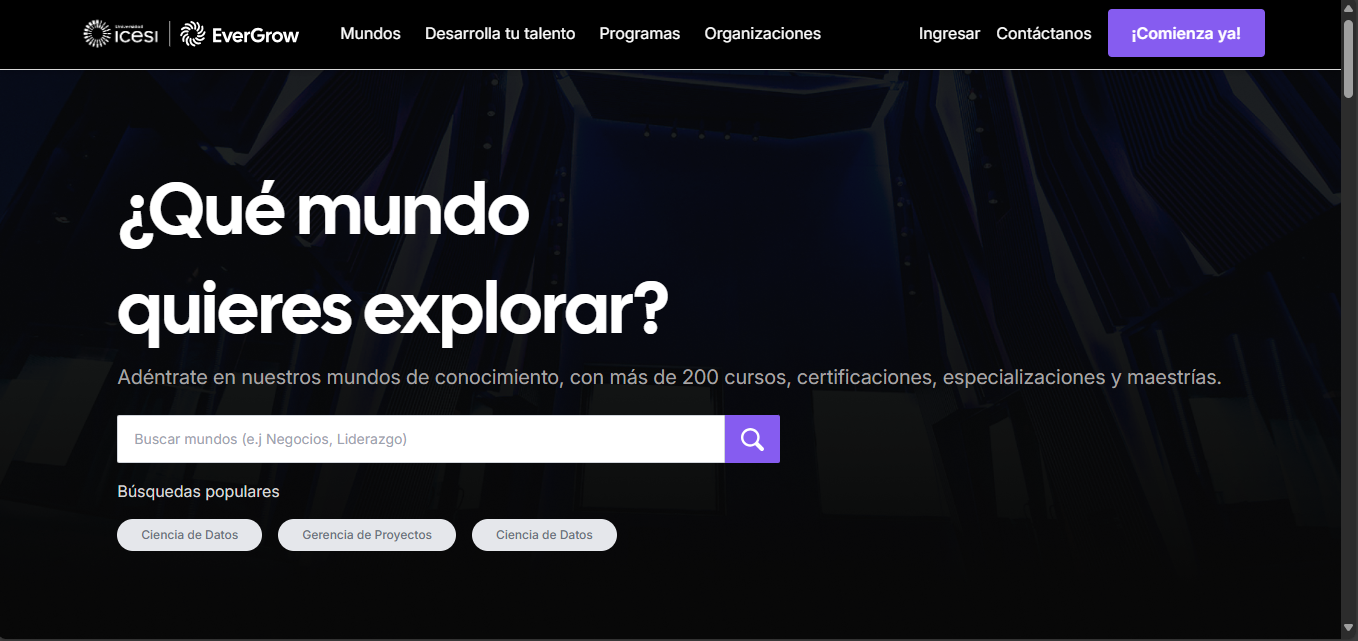 Universidad
icesi
EverGrow
Mundos
Desarrolla tu talento
Programas
Organizaciones
Ingresar
Contáctanos
¡Comienza ya!
¿Qué mundo
quieres explorar?
Adéntrate en nuestros mundos de conocimiento, con más de 200 cursos, certificaciones, especializaciones y maestrías.
Buscar mundos (e.j Negocios, Liderazgo)
Búsquedas populares
Ciencia de Datos
Gerencia de Proyectos
Ciencia de Datos